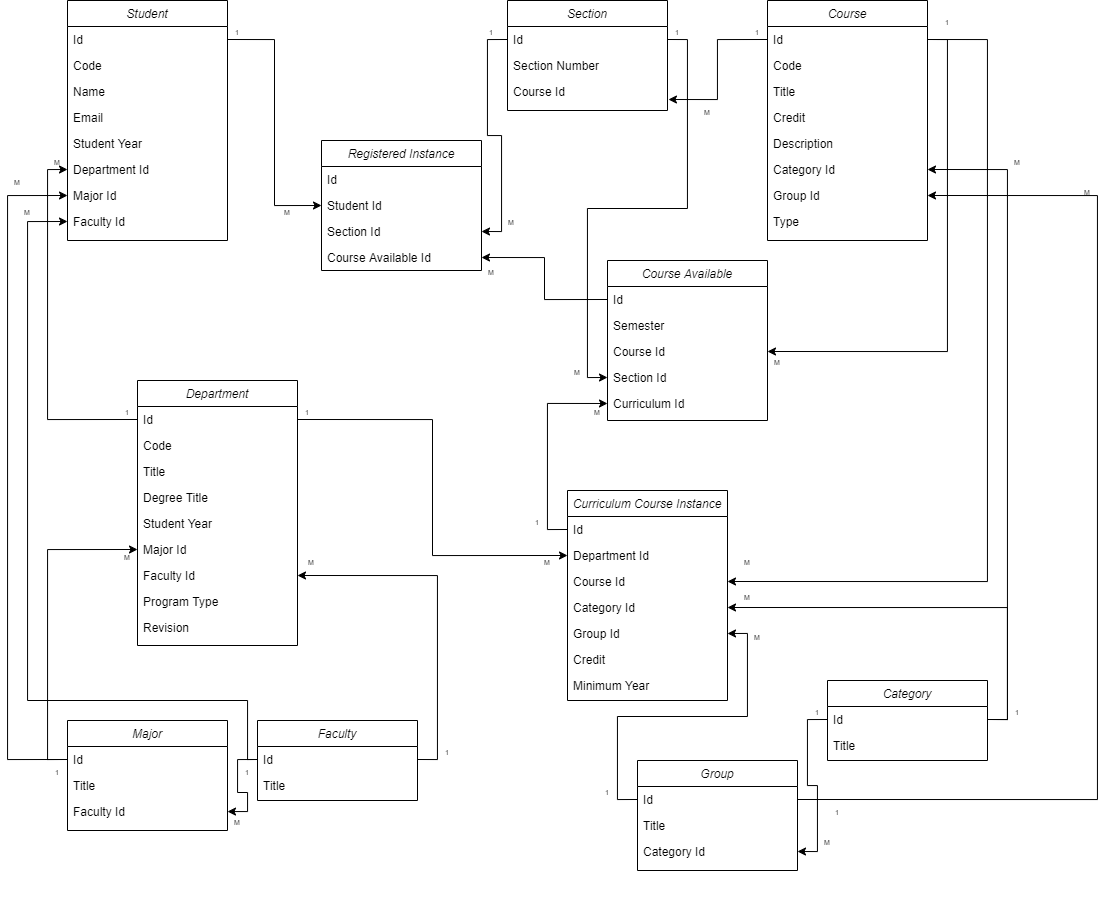 Student
Id
Code
Name
Email
Student Year
Department Id
Major Id
Faculty Id
1
M
M
M
M
Registered Instance
Id
Student Id
Section Id
Course Available Id
M
M
Section
Id
Section Number
Course Id
1
1
M
Course
Id
Code
Title
Credit
Description
Category Id
Group Id
Type
1
1
M
M
Course Available
Id
Semester
Course Id
Section Id
Curriculum Id
M
M
M
Department
Id
Code
Title
Degree Title
Student Year
Major Id
Faculty Id
Program Type
Revision
1
1
M
M
Curriculum Course Instance
Id
Department Id
Course Id
Category Id
Group Id
Credit
Minimum Year
1
M
M
M
M
Major
Id
Title
Faculty Id
1
M
Faculty
Id
Title
1
1
Category
Id
Title
1
1
Group
Id
Title
Category Id
1
1
M